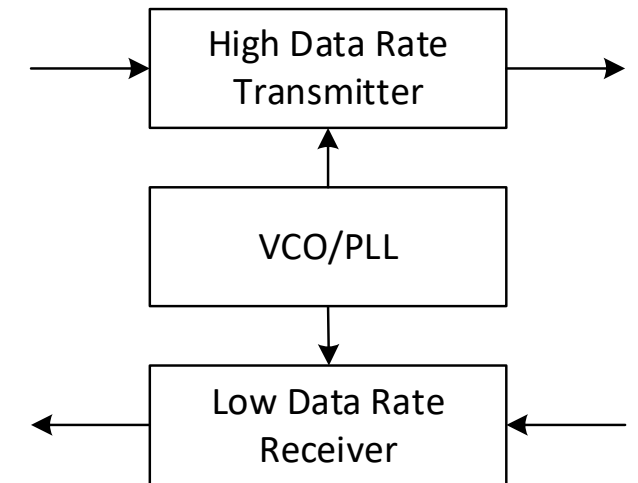 High Data Rate
Transmitter
VCO/PLL
Low Data Rate
Receiver